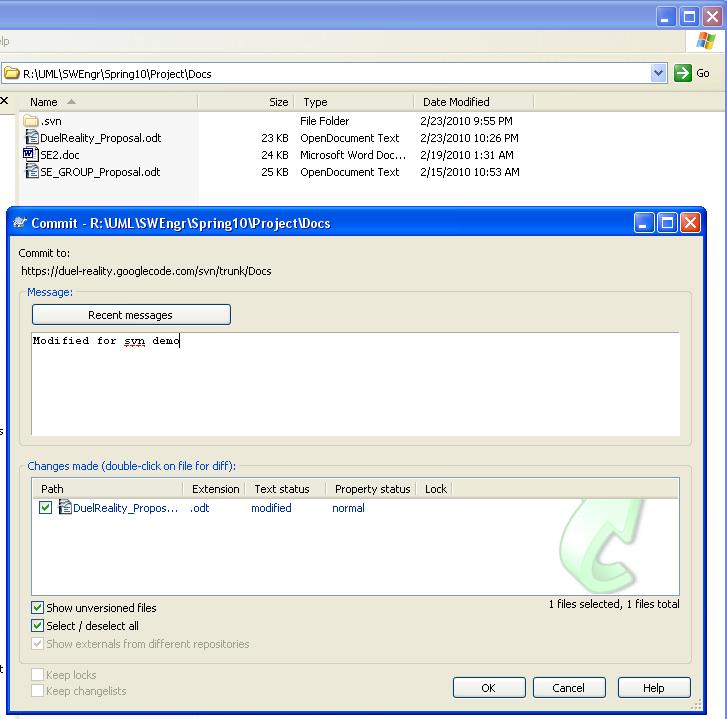 lp
R:\UML\SWEngr\Spring10\Project\Docs Go
Name Size Type Date Modified
.svn File Folder 2/23/2010 9:55 PM
DuelReality_Proposal.odt 23 KB OpenDocument Text 2/23/2010 10:26 PM
SE2.doc 24 KB Microsoft Word Doc... 2/19/2010 1:31 AM
SE_GROUP_Proposal.odt 25 KB OpenDocument Text 2/15/2010 10:53 AM
Commit - R:\UML\SWEngr\Spring10\Project\Docs
Commit to:
https://duel-reality.googlecode.com/svn/trunk/Docs
Message:
Recent messages
Modified for svn demo
Changes made (double-click on file for diff):
Path Extension Text status Property status Lock
DuelReality_Propos... .odt modified normal
1 files selected, 1 files total
Show unversioned files
Select / deselect all
Show externals from different repositories
Keep locks
Keep changelists
OK Cancel Help